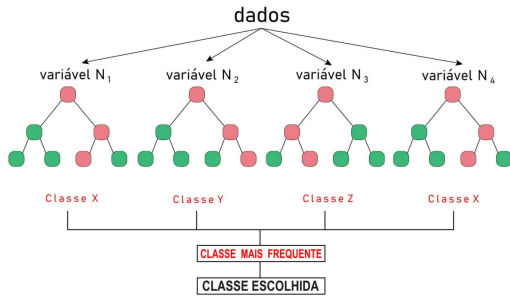 dados
variável N₁ variável N₂ variável N₃ variável N₄
Classe X Classe Y Classe Z Classe X
CLASSE MAIS FREQUENTE
CLASSE ESCOLHIDA